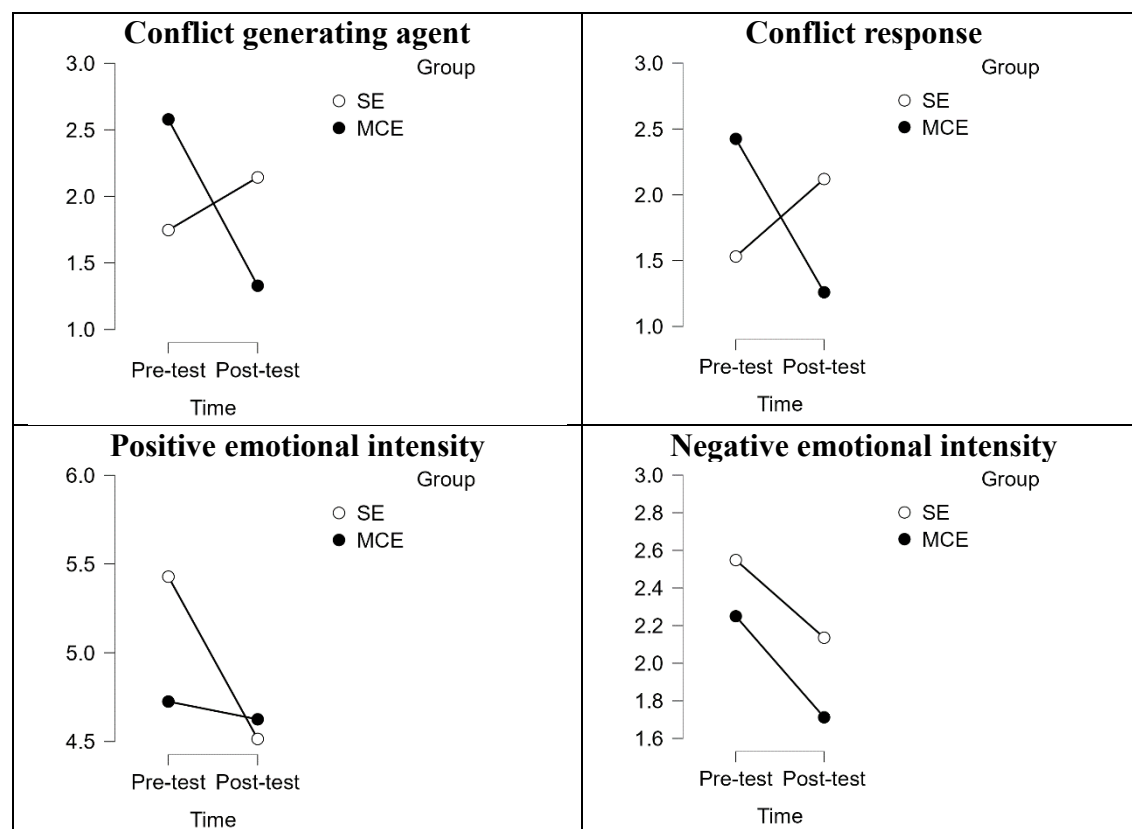 Conflict generating agent
3.0
Group
SE
MCE
2.5
2.0
1.5
1.0
Pre-test Post-test
Time
Conflict response
3.0
Group
SE
MCE
2.5
2.0
1.5
1.0
Pre-test Post-test
Time
Positive emotional intensity
6.0
Group
SE
MCE
5.5
5.0
4.5
Pre-test Post-test
Time
Negative emotional intensity
3.0
Group
2.8
SE
2.6
MCE
2.4
2.2
2.0
1.8
1.6
Pre-test Post-test
Time